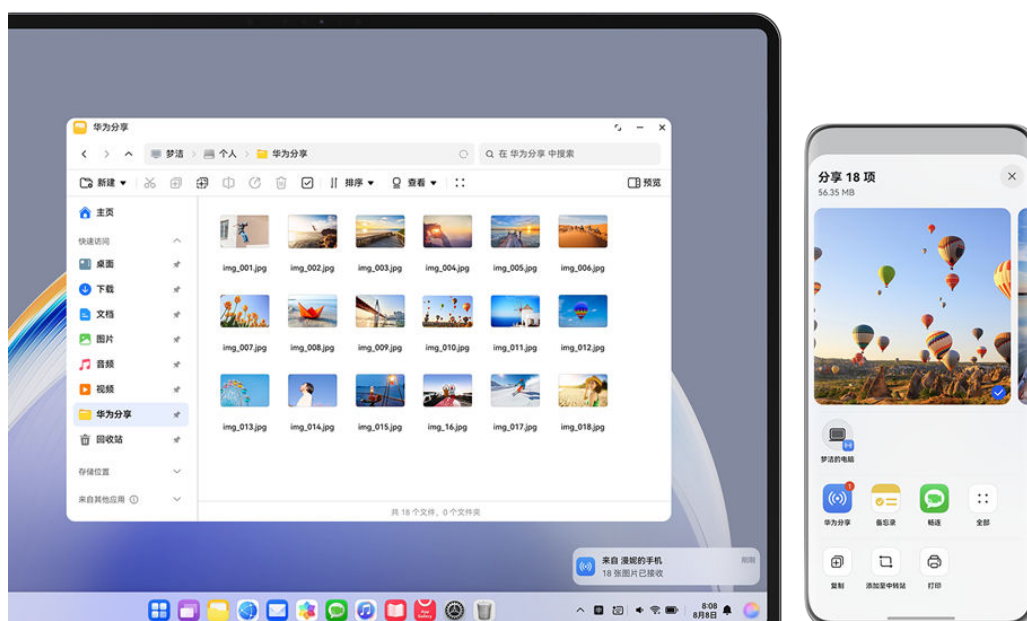 华为分享
梦洁
个人
华为分享
在 华为分享 中搜索
新建
排序
查看
预览
主页
快速访问
桌面
下载
文档
图片
音频
视频
华为分享
回收站
存储位置
来自其他应用
img_001.jpg
img_002.jpg
img_003.jpg
img_004.jpg
img_005.jpg
img_006.jpg
img_007.jpg
img_008.jpg
img_009.jpg
img_010.jpg
img_011.jpg
img_012.jpg
img_013.jpg
img_014.jpg
img_015.jpg
img_16.jpg
img_017.jpg
img_018.jpg
共 18 个文件，0 个文件夹
来自 漫妮的手机
刚刚
18 张图片已接收
8:08
8月8日
分享 18 项
56.35 MB
梦洁的电脑
1
华为分享
备忘录
畅连
全部
复制
添加至中转站
打印